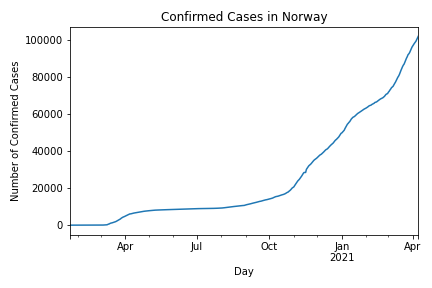 Confirmed Cases in Norway
100000
80000
60000
40000
20000
0
Number of Confirmed Cases
Apr
Jul
Oct
Jan
2021
Apr
Day